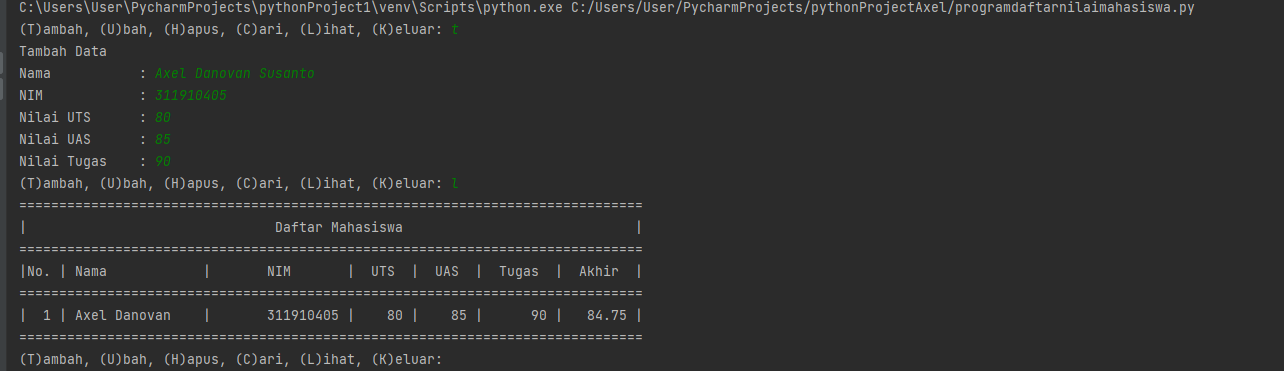 C:\Users\User\PycharmProjects\pythonProject1\venv\Scripts\python.exe C:/Users/User/PycharmProjects/pythonProjectAxel/programdaftarnilaimahasiswa.py
(T)ambah, (U)bah, (H)apus, (C)ari, (L)ihat, (K)eluar: t
Tambah Data
Nama           : Axel Danovan Susanto
NIM            : 311910405
Nilai UTS      : 80
Nilai UAS      : 85
Nilai Tugas    : 90
(T)ambah, (U)bah, (H)apus, (C)ari, (L)ihat, (K)eluar: l
==============================================================================
|                               Daftar Mahasiswa                             |
==============================================================================
|No. | Nama            |       NIM       |  UTS  |  UAS  |  Tugas  |  Akhir  |
==============================================================================
|  1 | Axel Danovan    |       311910405 |    80 |    85 |      90 |   84.75 |
==============================================================================
(T)ambah, (U)bah, (H)apus, (C)ari, (L)ihat, (K)eluar: